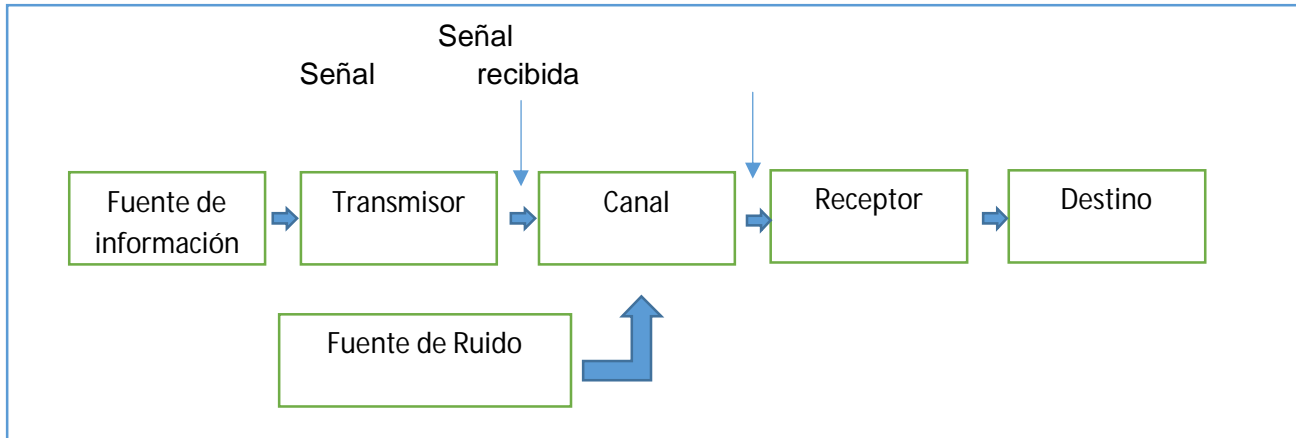 Señal
Señal recibida
Fuente de
información
Transmisor
Canal
Receptor
Destino
Fuente de Ruido